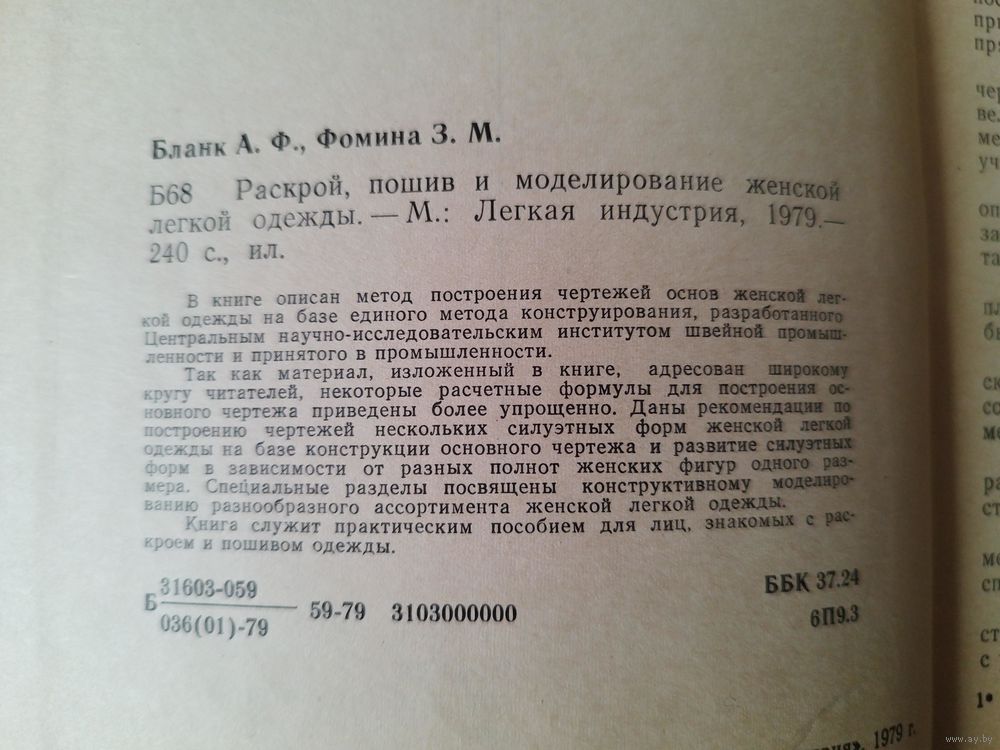 Бланк А. Ф., Фомина З. М.
Б68 Раскрой, пошив и моделирование женской
легкой одежды. — М.: Легкая индустрия, 1979.—
240 с., ил.
В книге описан метод построения чертежей основ женской лег-
кой одежды на базе единого метода конструирования, разработанного
Центральным научно-исследовательским институтом швейной промыш-
ленности и принятого в промышленности.
Так как материал, изложенный в книге, адресован широкому
кругу читателей, некоторые расчетные формулы для построения ос-
новного чертежа приведены более упрощенно. Даны рекомендации по
построению чертежей нескольких силуэтных форм женской легкой
одежды на базе конструкции основного чертежа и развитие силуэтных
форм в зависимости от разных полнот женских фигур одного раз-
мера. Специальные разделы посвящены конструктивному моделиро-
ванию разнообразного ассортимента женской легкой одежды.
Книга служит практическим пособием для лиц, знакомых с рас-
кроем и пошивом одежды.
Б 31603-059
036(01)-79 59-79 3103000000
ББК 37.24
6П9.3
1979 г.
1*
www.ay.by